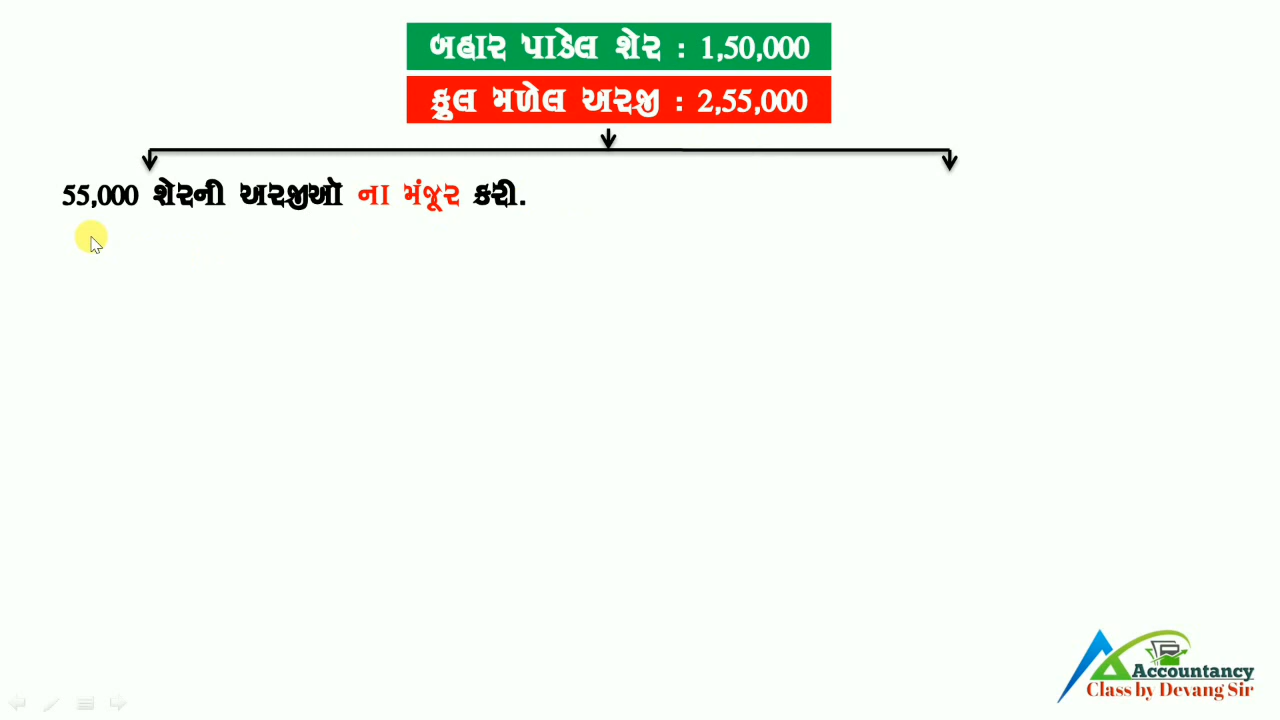 બહાર પાડેલ શેર : 1,50,000
કુલ મળેલ અરજી : 2,55,000
55,000 શેરની અરજીઓ ના મંજૂર કરી.
Accountancy
Class by Devang Sir